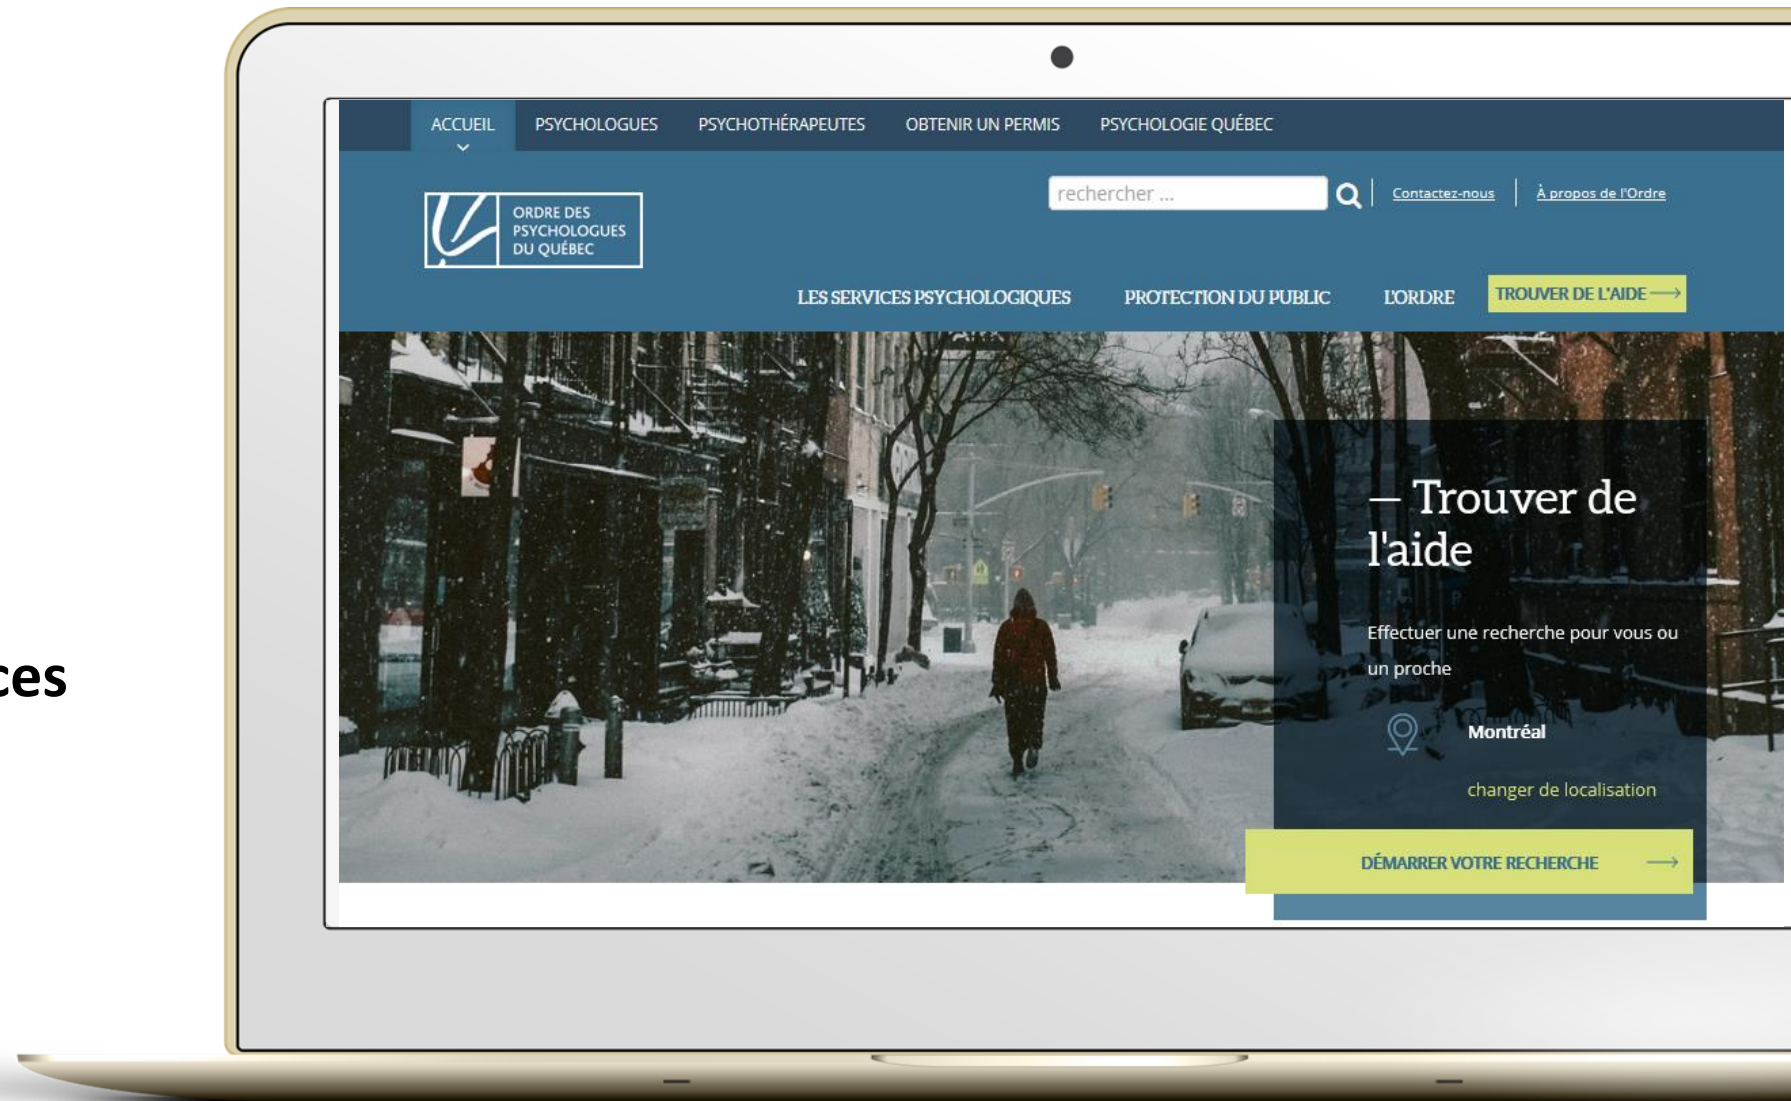 ACCUEIL
PSYCHOLOGUES
PSYCHOTHÉRAPEUTES
OBTENIR UN PERMIS
PSYCHOLOGIE QUÉBEC
rechercher ...
Contactez-nous
À propos de l'Ordre
ORDRE DES
PSYCHOLOGUES
DU QUÉBEC
LES SERVICES PSYCHOLOGIQUES
PROTECTION DU PUBLIC
L'ORDRE
TROUVER DE L'AIDE
— Trouver de
l'aide
Effectuer une recherche pour vous ou
un proche
Montréal
changer de localisation
DÉMARRER VOTRE RECHERCHE